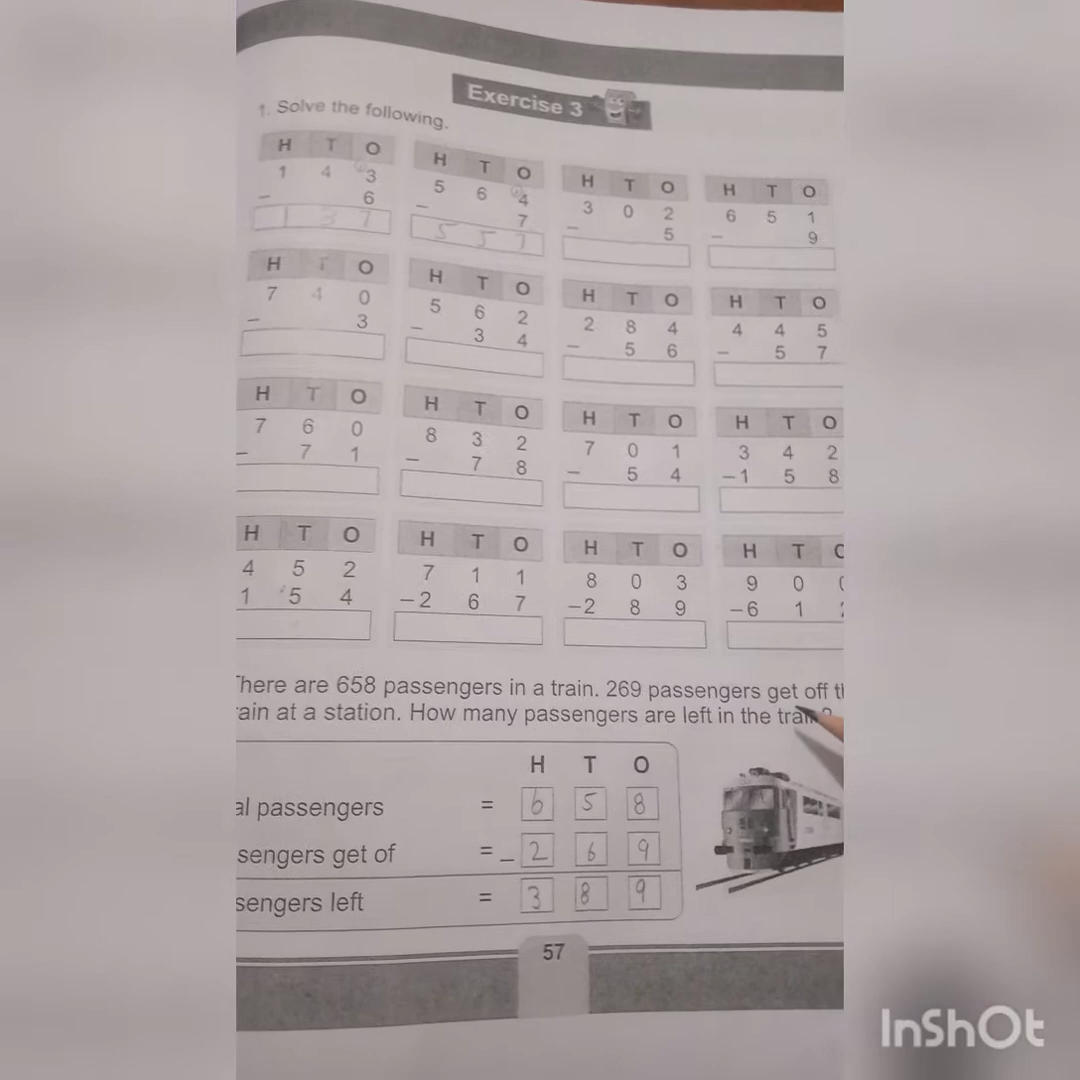 Exercise 3
1. Solve the following.
H T O H T O H T O H T O
1 4 3 5 6 4 3 0 2 6 5 1
- 6 - 7 - 5 - 9
1 3 7 5 5 7
H T O H T O H T O H T O
7 4 0 5 6 2 2 8 4 4 4 5
- 3 - 3 4 - 5 6 - 5 7
H T O H T O H T O H T O
7 6 0 8 3 2 7 0 1 3 4 2
- 7 1 - 7 8 - 5 4 -1 5 8
H T O H T O H T O H T
4 5 2 7 1 1 8 0 3 9 0
1 5 4 -2 6 7 -2 8 9 -6 1
There are 658 passengers in a train. 269 passengers get off
at a station. How many passengers are left in the train?
H T O
passengers = 6 5 8
get of = - 2 6 9
left = 3 8 9
57
InShOt